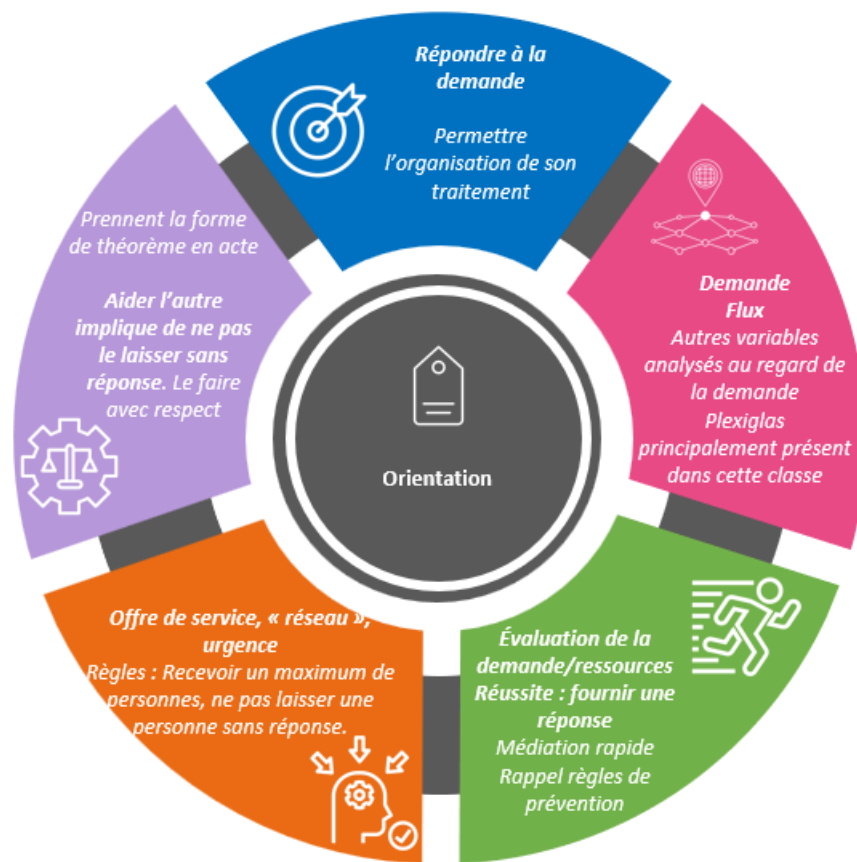 Répondre à la
demande
Permettre
l'organisation de son
traitement
Demande
Flux
Autres variables
analysés au regard de
la demande
Plexiglas
principalement présent
dans cette classe
Évaluation de la
demande/ressources
Réussite : fournir une
réponse
Médiation rapide
Rappel règles de
prévention
Offre de service, « réseau »,
urgence
Règles : Recevoir un maximum de
personnes, ne pas laisser une
personne sans réponse.
Prennent la forme
de théorème en acte
Aider l'autre
implique de ne pas
le laisser sans
réponse. Le faire
avec respect
Orientation